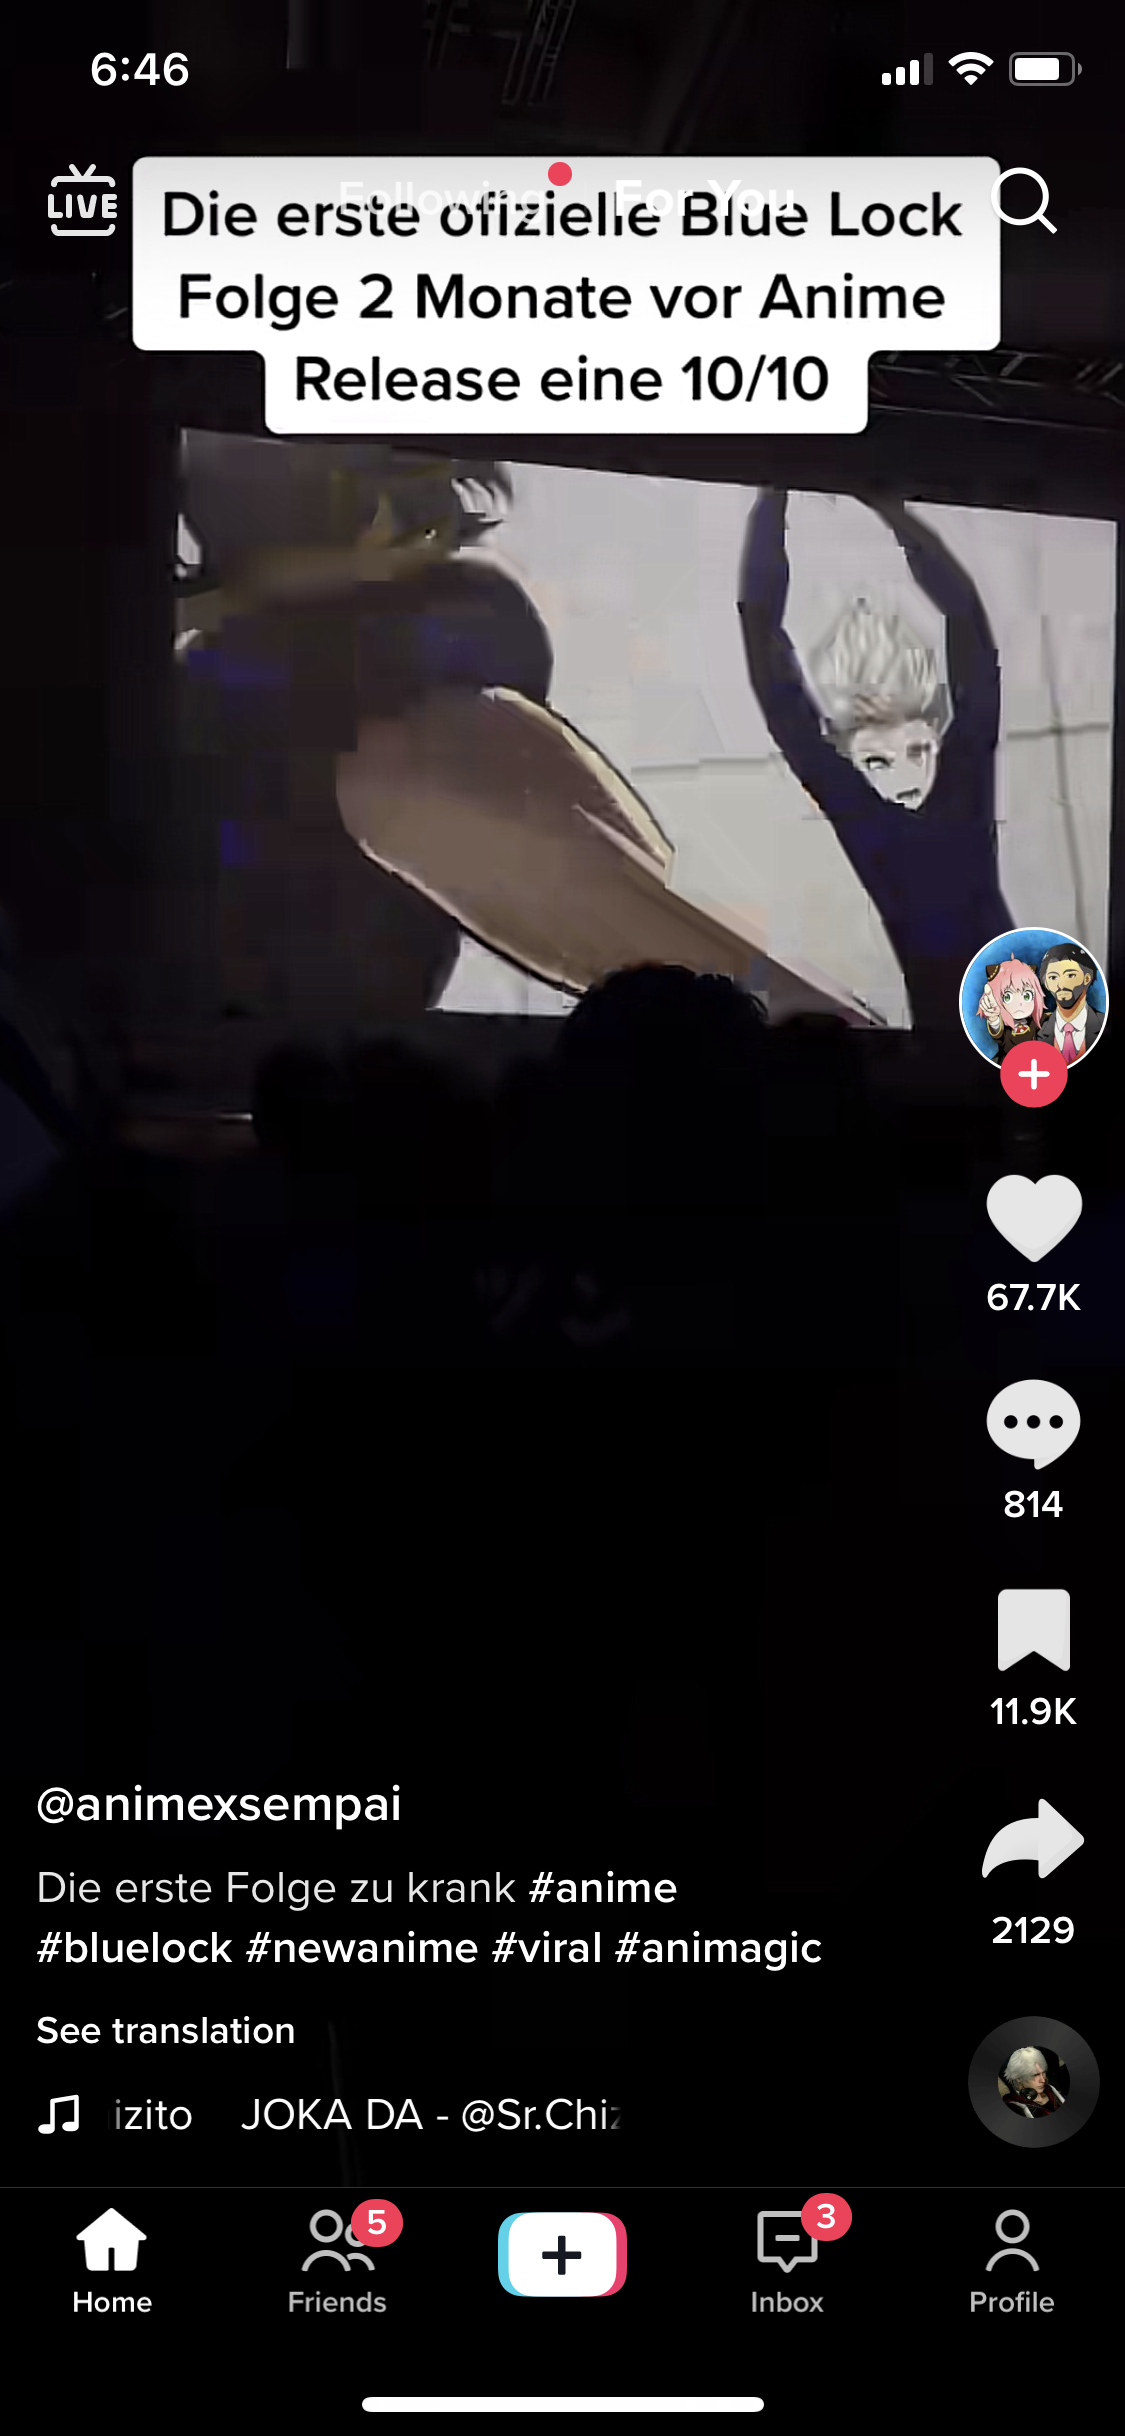 6:46
LIVE
Following
For You
Die erste offizielle Blue Lock
Folge 2 Monate vor Anime
Release eine 10/10
67.7K
814
11.9K
@animexsempai
Die erste Folge zu krank #anime
#bluelock #newanime #viral #animagic
2129
See translation
izito JOKA DA - @Sr.Chiz
5
3
Home
Friends
Inbox
Profile